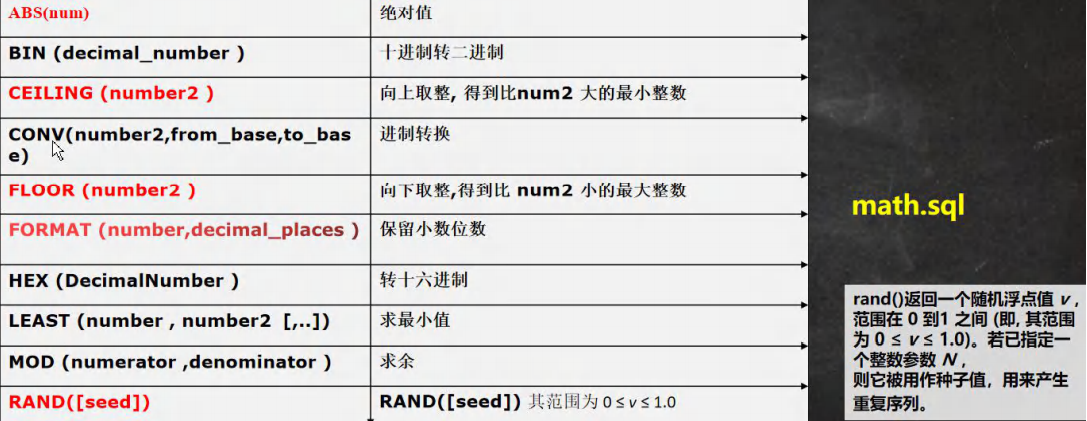 ABS(num) 绝对值
BIN (decimal_number ) 十进制转二进制
CEILING (number2 ) 向上取整, 得到比num2 大的最小整数
CONV(number2,from_base,to_bas 进制转换
e)
FLOOR (number2 ) 向下取整,得到比 num2 小的最大整数
FORMAT (number,decimal_places ) 保留小数位数
HEX (DecimalNumber ) 转十六进制
LEAST (number , number2 [,..]) 求最小值
MOD (numerator ,denominator ) 求余
RAND([seed]) RAND([seed]) 其范围为 0 ≤ v ≤ 1.0
math.sql
rand()返回一个随机浮点值 v ,
范围在 0 到1 之间 (即, 其范围
为 0 ≤ v ≤ 1.0)。若已指定一
个整数参数 N ,
则它被用作种子值，用来产生
重复序列。